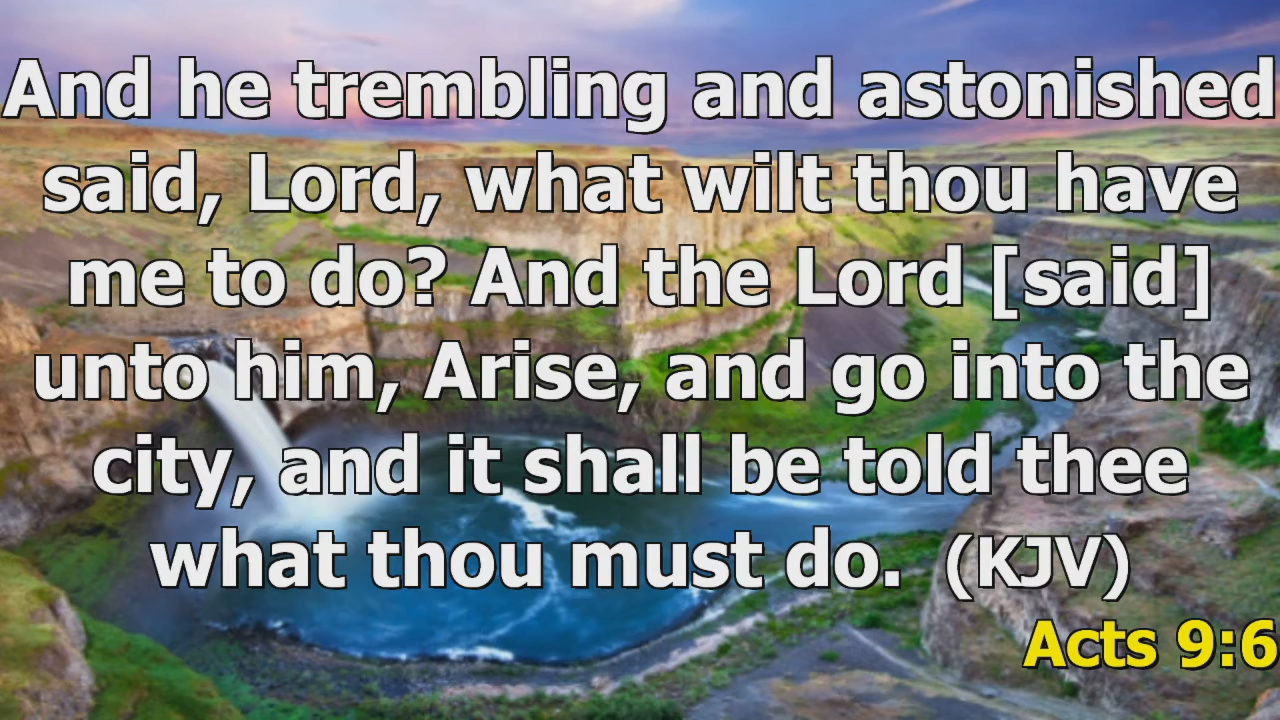 And he trembling and astonished
said, Lord, what wilt thou have
me to do? And the Lord [said]
unto him, Arise, and go into the
city, and it shall be told thee
what thou must do.  (KJV)
Acts 9:6